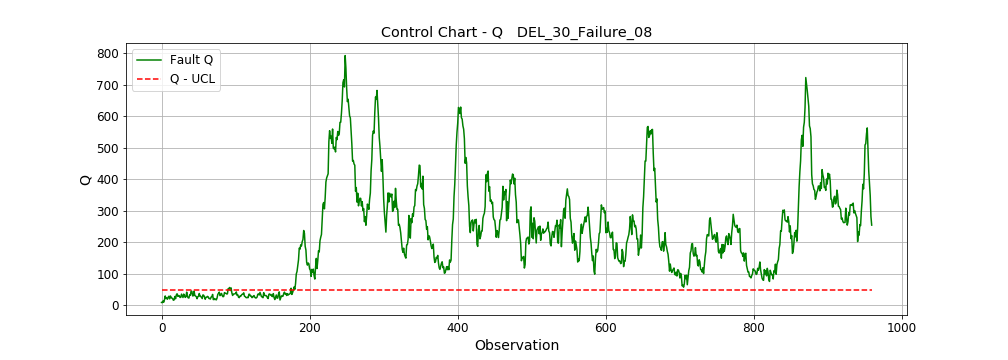 Control Chart - Q   DEL_30_Failure_08
Fault Q
Q - UCL
800
700
600
500
400
300
200
100
0
Q
0 200 400 600 800 1000
Observation